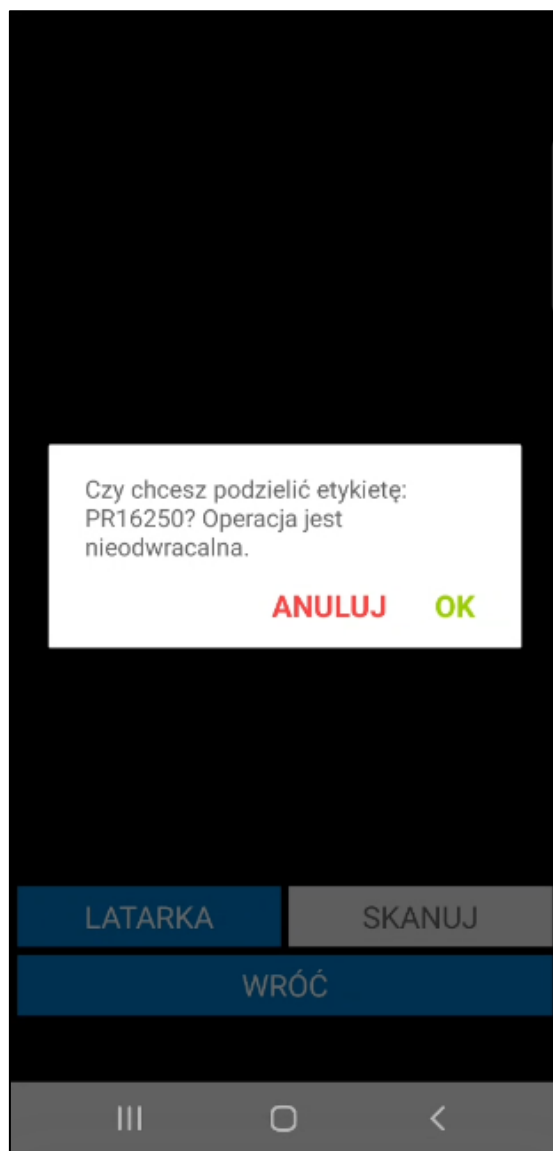 Czy chcesz podzielić etykietę:
PR16250? Operacja jest
nieodwracalna.
ANULUJ OK
LATARKA SKANUJ
WRÓĆ